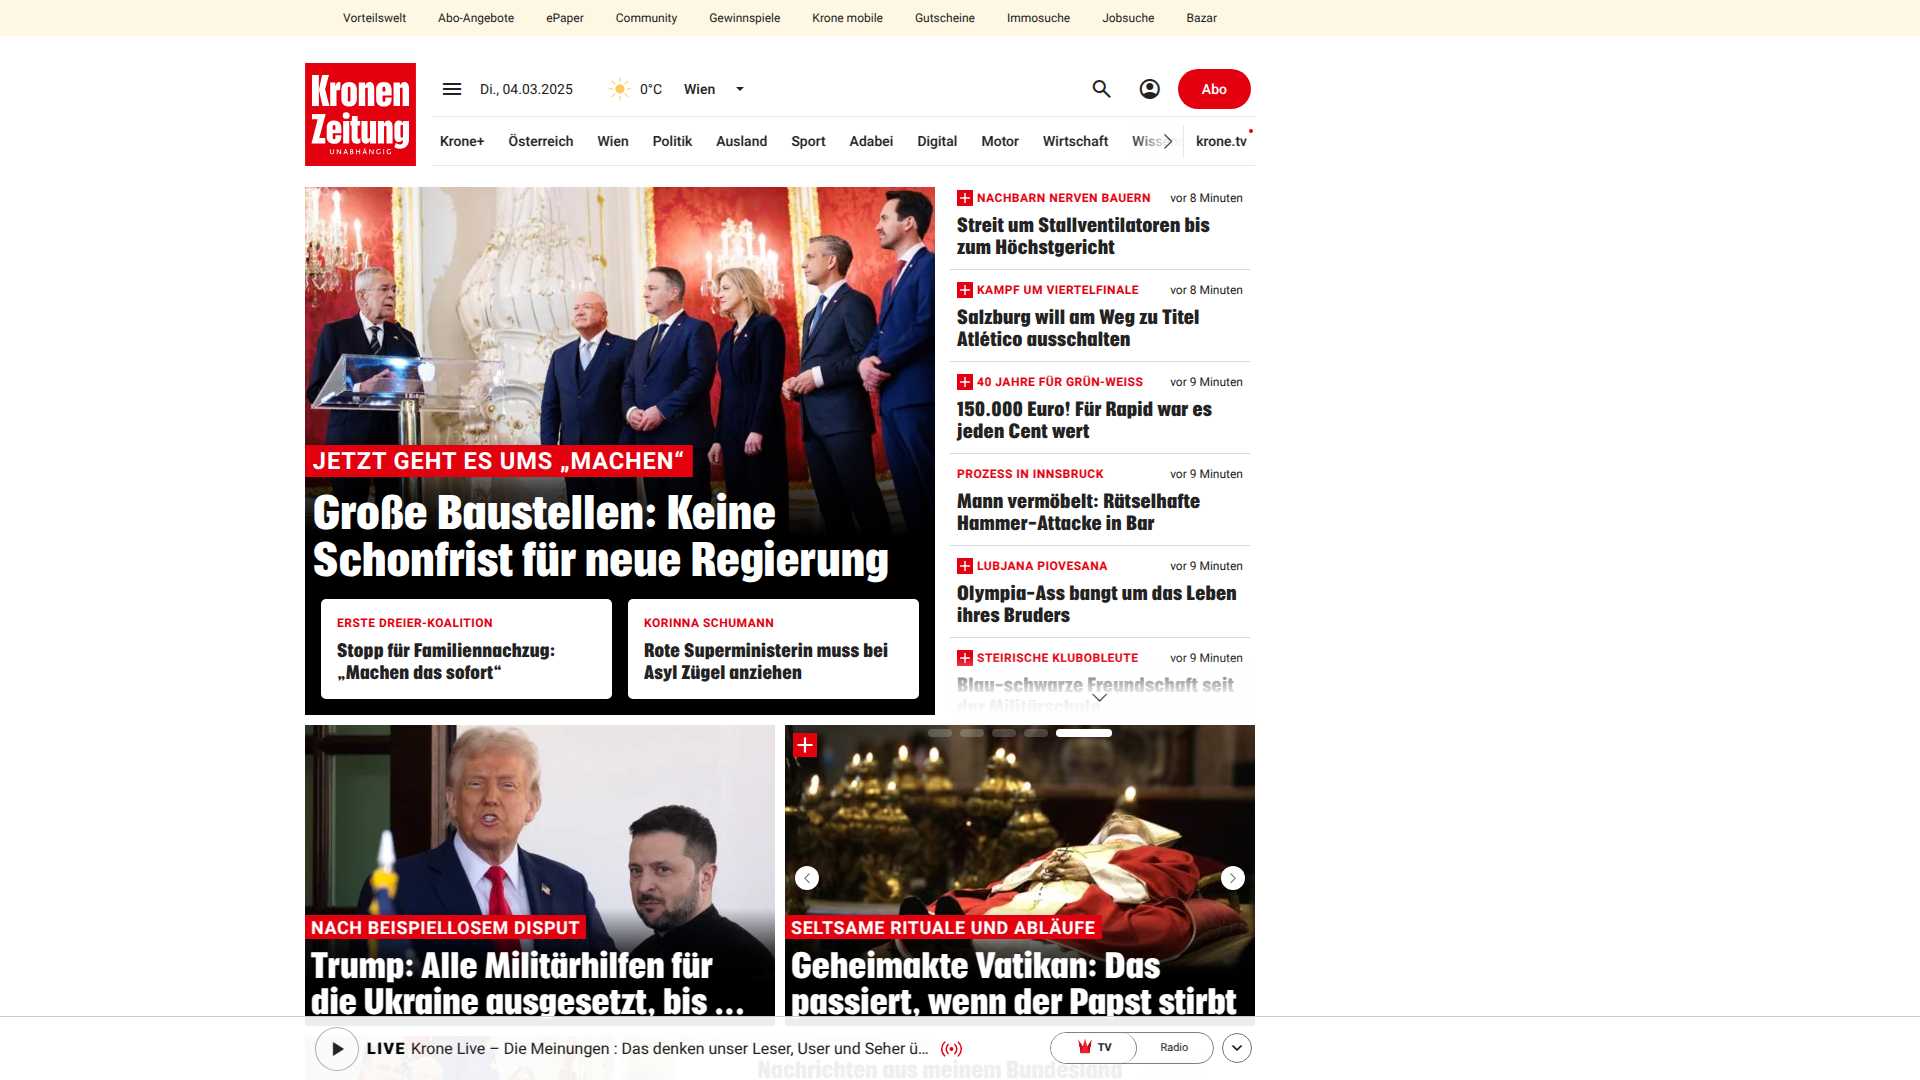 Vorteilswelt Abo-Angebote ePaper Community Gewinnspiele Krone mobile Gutscheine Immosuche Jobsuche Bazar
Kronen
Zeitung
UNABHÄNGIG
Di., 04.03.2025 0°C Wien Abo
Krone+ Österreich Wien Politik Ausland Sport Adabei Digital Motor Wirtschaft krone.tv
JETZT GEHT ES UMS „MACHEN“
Große Baustellen: Keine
Schonfrist für neue Regierung
ERSTE DREIER-KOALITION
Stopp für Familiennachzug:
„Machen das sofort“
KORINNA SCHUMANN
Rote Superministerin muss bei
Asyl Zügel anziehen
NACHBARN NERVEN BAUERN vor 8 Minuten
Streit um Stallventilatoren bis
zum Höchstgericht
KAMPF UM VIERTELFINALE vor 8 Minuten
Salzburg will am Weg zu Titel
Atlético ausschalten
40 JAHRE FÜR GRÜN-WEISS vor 9 Minuten
150.000 Euro! Für Rapid war es
jeden Cent wert
PROZESS IN INNSBRUCK vor 9 Minuten
Mann vermöbelt: Rätselhafte
Hammer-Attacke in Bar
LUBJANA PIOVESANA vor 9 Minuten
Olympia-Ass bangt um das Leben
ihres Bruders
STEIRISCHE KLUBOBLEUTE vor 9 Minuten
Blau-schwarze Freundschaft seit
der Militärschule
NACH BEISPIELLOSEM DISPUT
Trump: Alle Militärhilfen für
die Ukraine ausgesetzt, bis ...
SELTSAME RITUALE UND ABLÄUFE
Geheimakte Vatikan: Das
passiert, wenn der Papst stirbt
LIVE Krone Live – Die Meinungen : Das denken unser Leser, User und Seher ü... TV Radio
Nachrichten aus meinem Bundesland